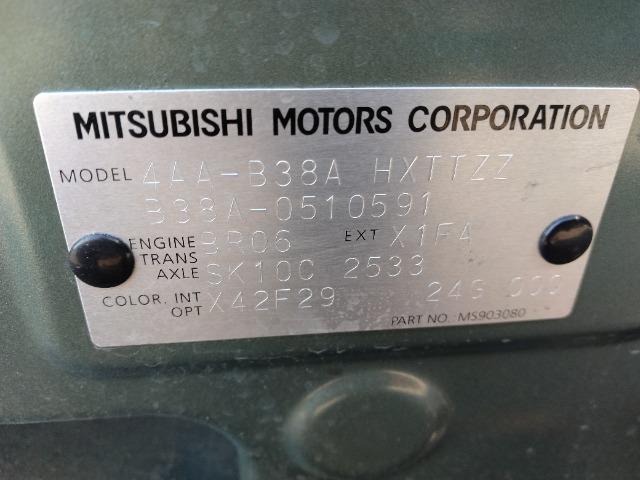 MITSUBISHI MOTORS CORPORATION
MODEL 4AA-B38A HXTTZZ
B38A-0510591
ENGINE BR06 EXT X1F4
TRANS AXLE SK10C 2533
COLOR. INT OPT X42F29 24S 000
PART NO. MS903080